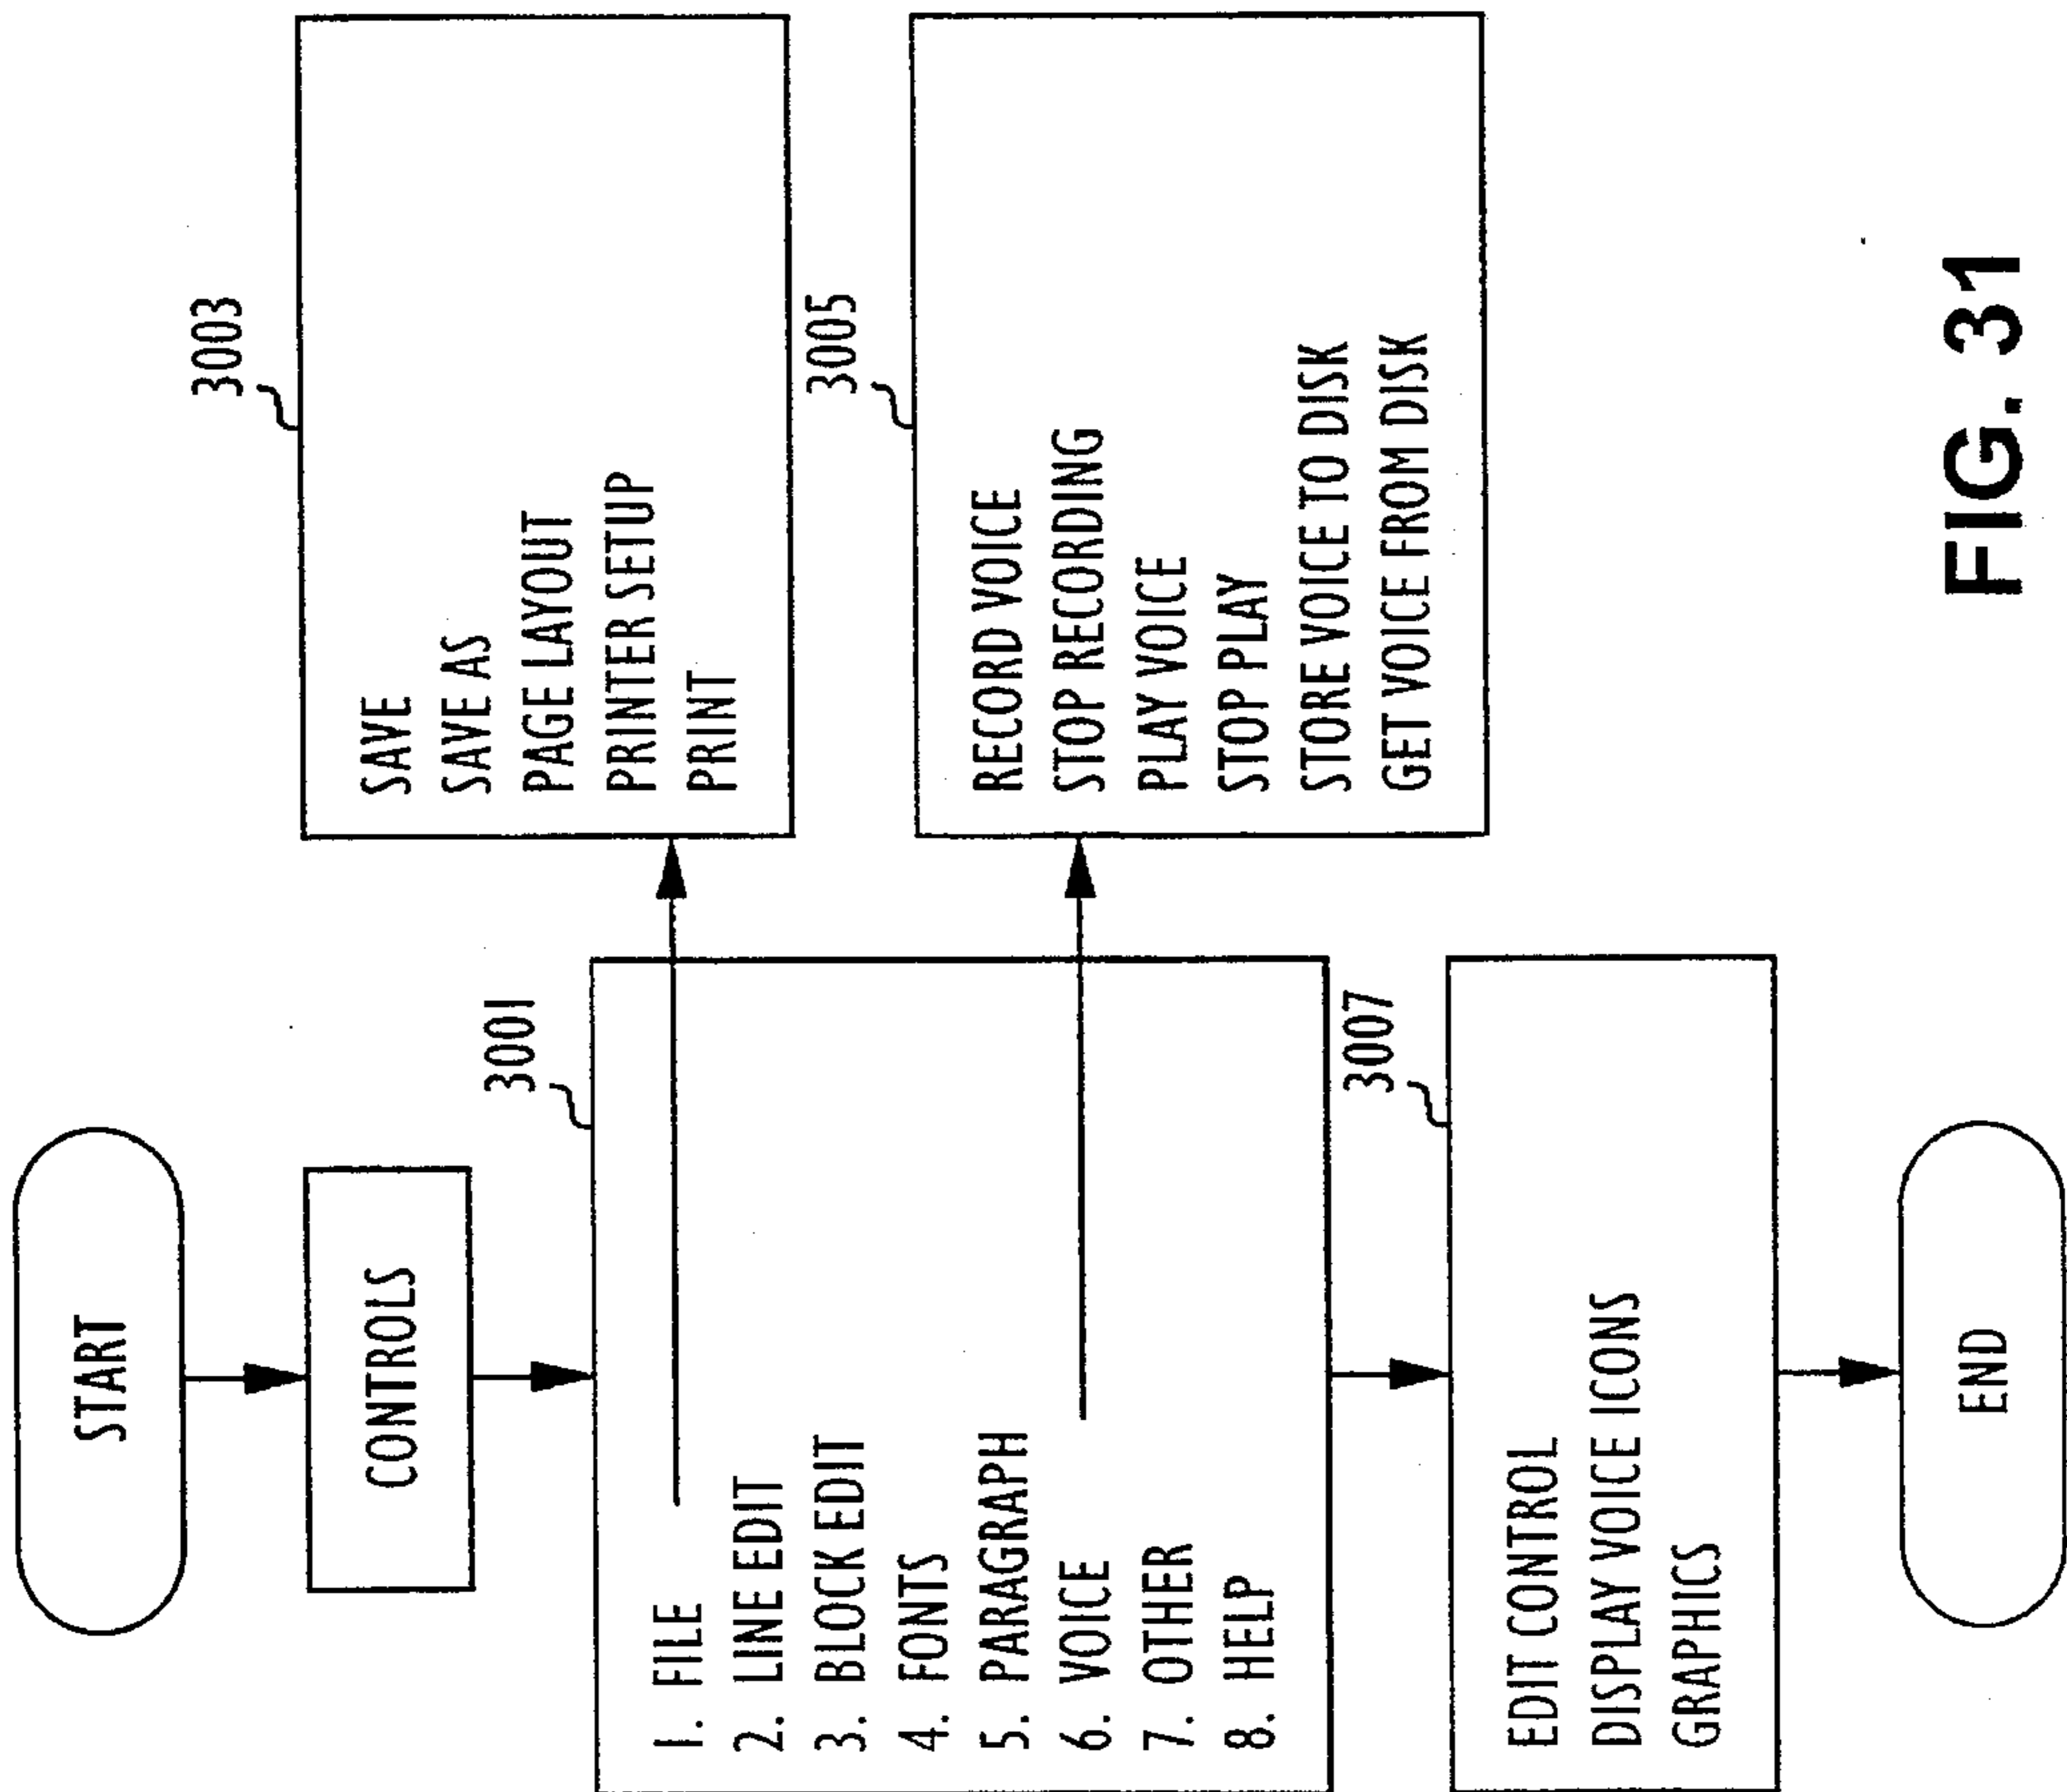 START
CONTROLS
3001
1. FILE
2. LINE EDIT
3. BLOCK EDIT
4. FONTS
5. PARAGRAPH
6. VOICE
7. OTHER
8. HELP
3003
SAVE
SAVE AS
PAGE LAYOUT
PRINTER SETUP
PRINT
3005
RECORD VOICE
STOP RECORDING
PLAY VOICE
STOP PLAY
STORE VOICE TO DISK
GET VOICE FROM DISK
3007
EDIT CONTROL
DISPLAY VOICE ICONS
GRAPHICS
END
FIG. 31